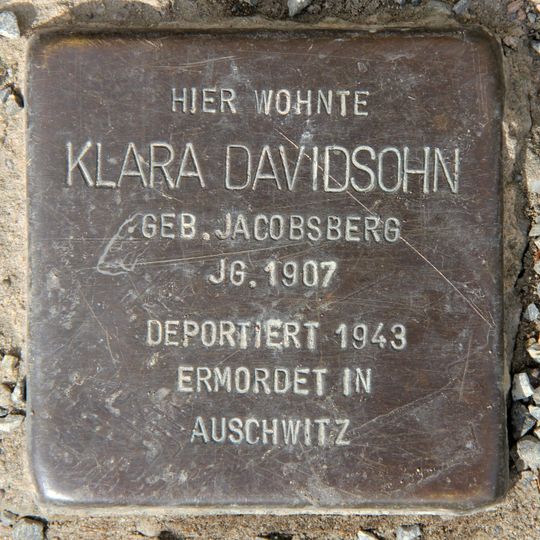 HIER WOHNTE
KLARA DAVIDSOHN
GEB. JACOBSBERG
JG. 1907
DEPORTIERT 1943
ERMORDET IN
AUSCHWITZ